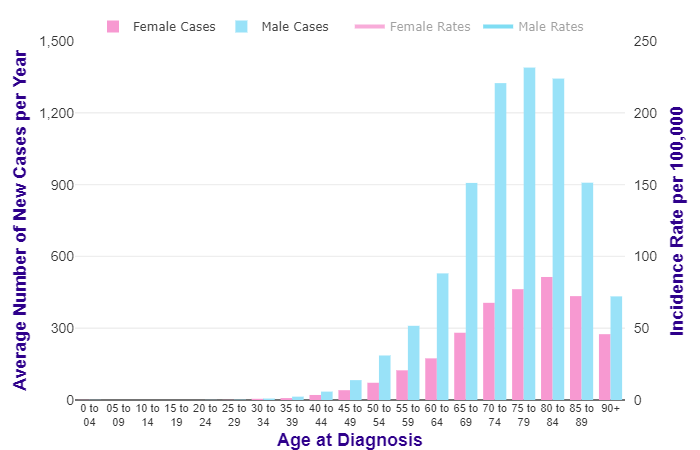 Female Cases Male Cases Female Rates Male Rates
1,500 250
1,200 200
900 150
600 100
300 50
0 0
Average Number of New Cases per Year
Incidence Rate per 100,000
0 to 05 to 10 to 15 to 20 to 25 to 30 to 35 to 40 to 45 to 50 to 55 to 60 to 65 to 70 to 75 to 80 to 85 to 90+
04 09 14 19 24 29 34 39 44 49 54 59 64 69 74 79 84 89
Age at Diagnosis